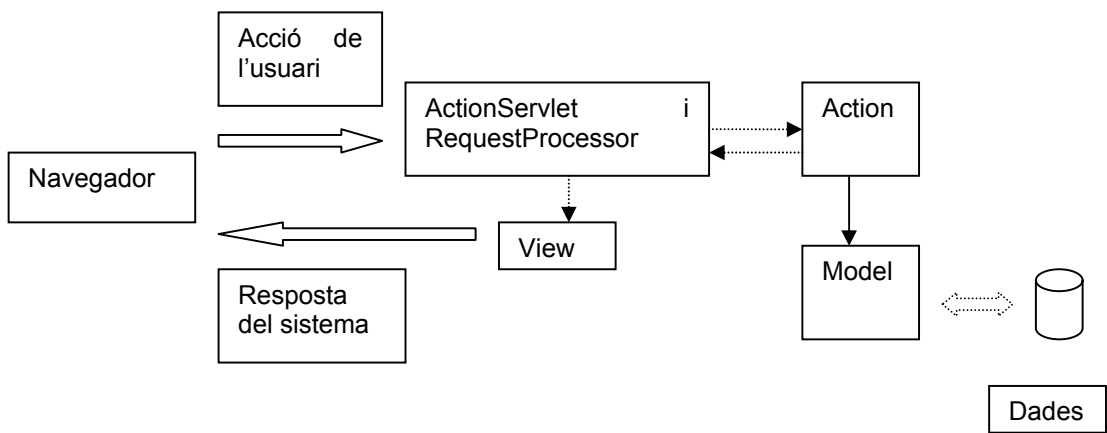 Acció de
l’usuari
ActionServlet i
RequestProcessor
Action
Navegador
View
Model
Resposta
del sistema
Dades